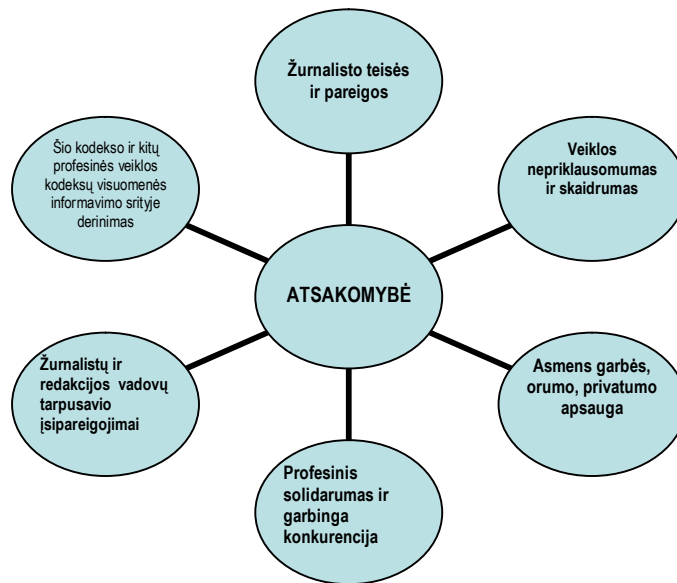 Žurnalisto teisės
ir pareigos
Šio kodekso ir kitų
profesinės veiklos
kodeksų visuomenės
informavimo srityje
derinimas
Veiklos
nepriklausomumas
ir skaidrumas
ATSAKOMYBĖ
Žurnalistų ir
redakcijos vadovų
tarpusavio
įsipareigojimai
Asmens garbės,
orumo, privatumo
apsauga
Profesinis
solidarumas ir
garbinga
konkurencija